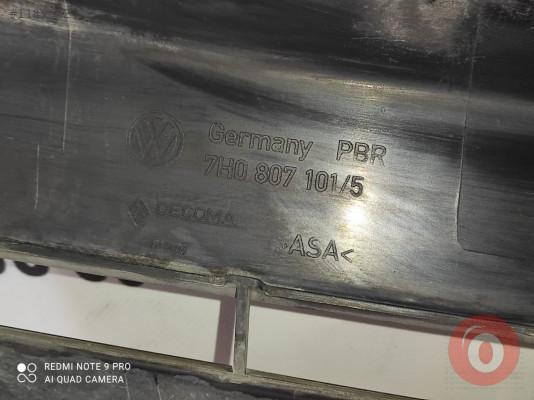 Germany PBR
7H0 807 101/5
DECOMA
ASA<
REDMI NOTE 9 PRO
AI QUAD CAMERA